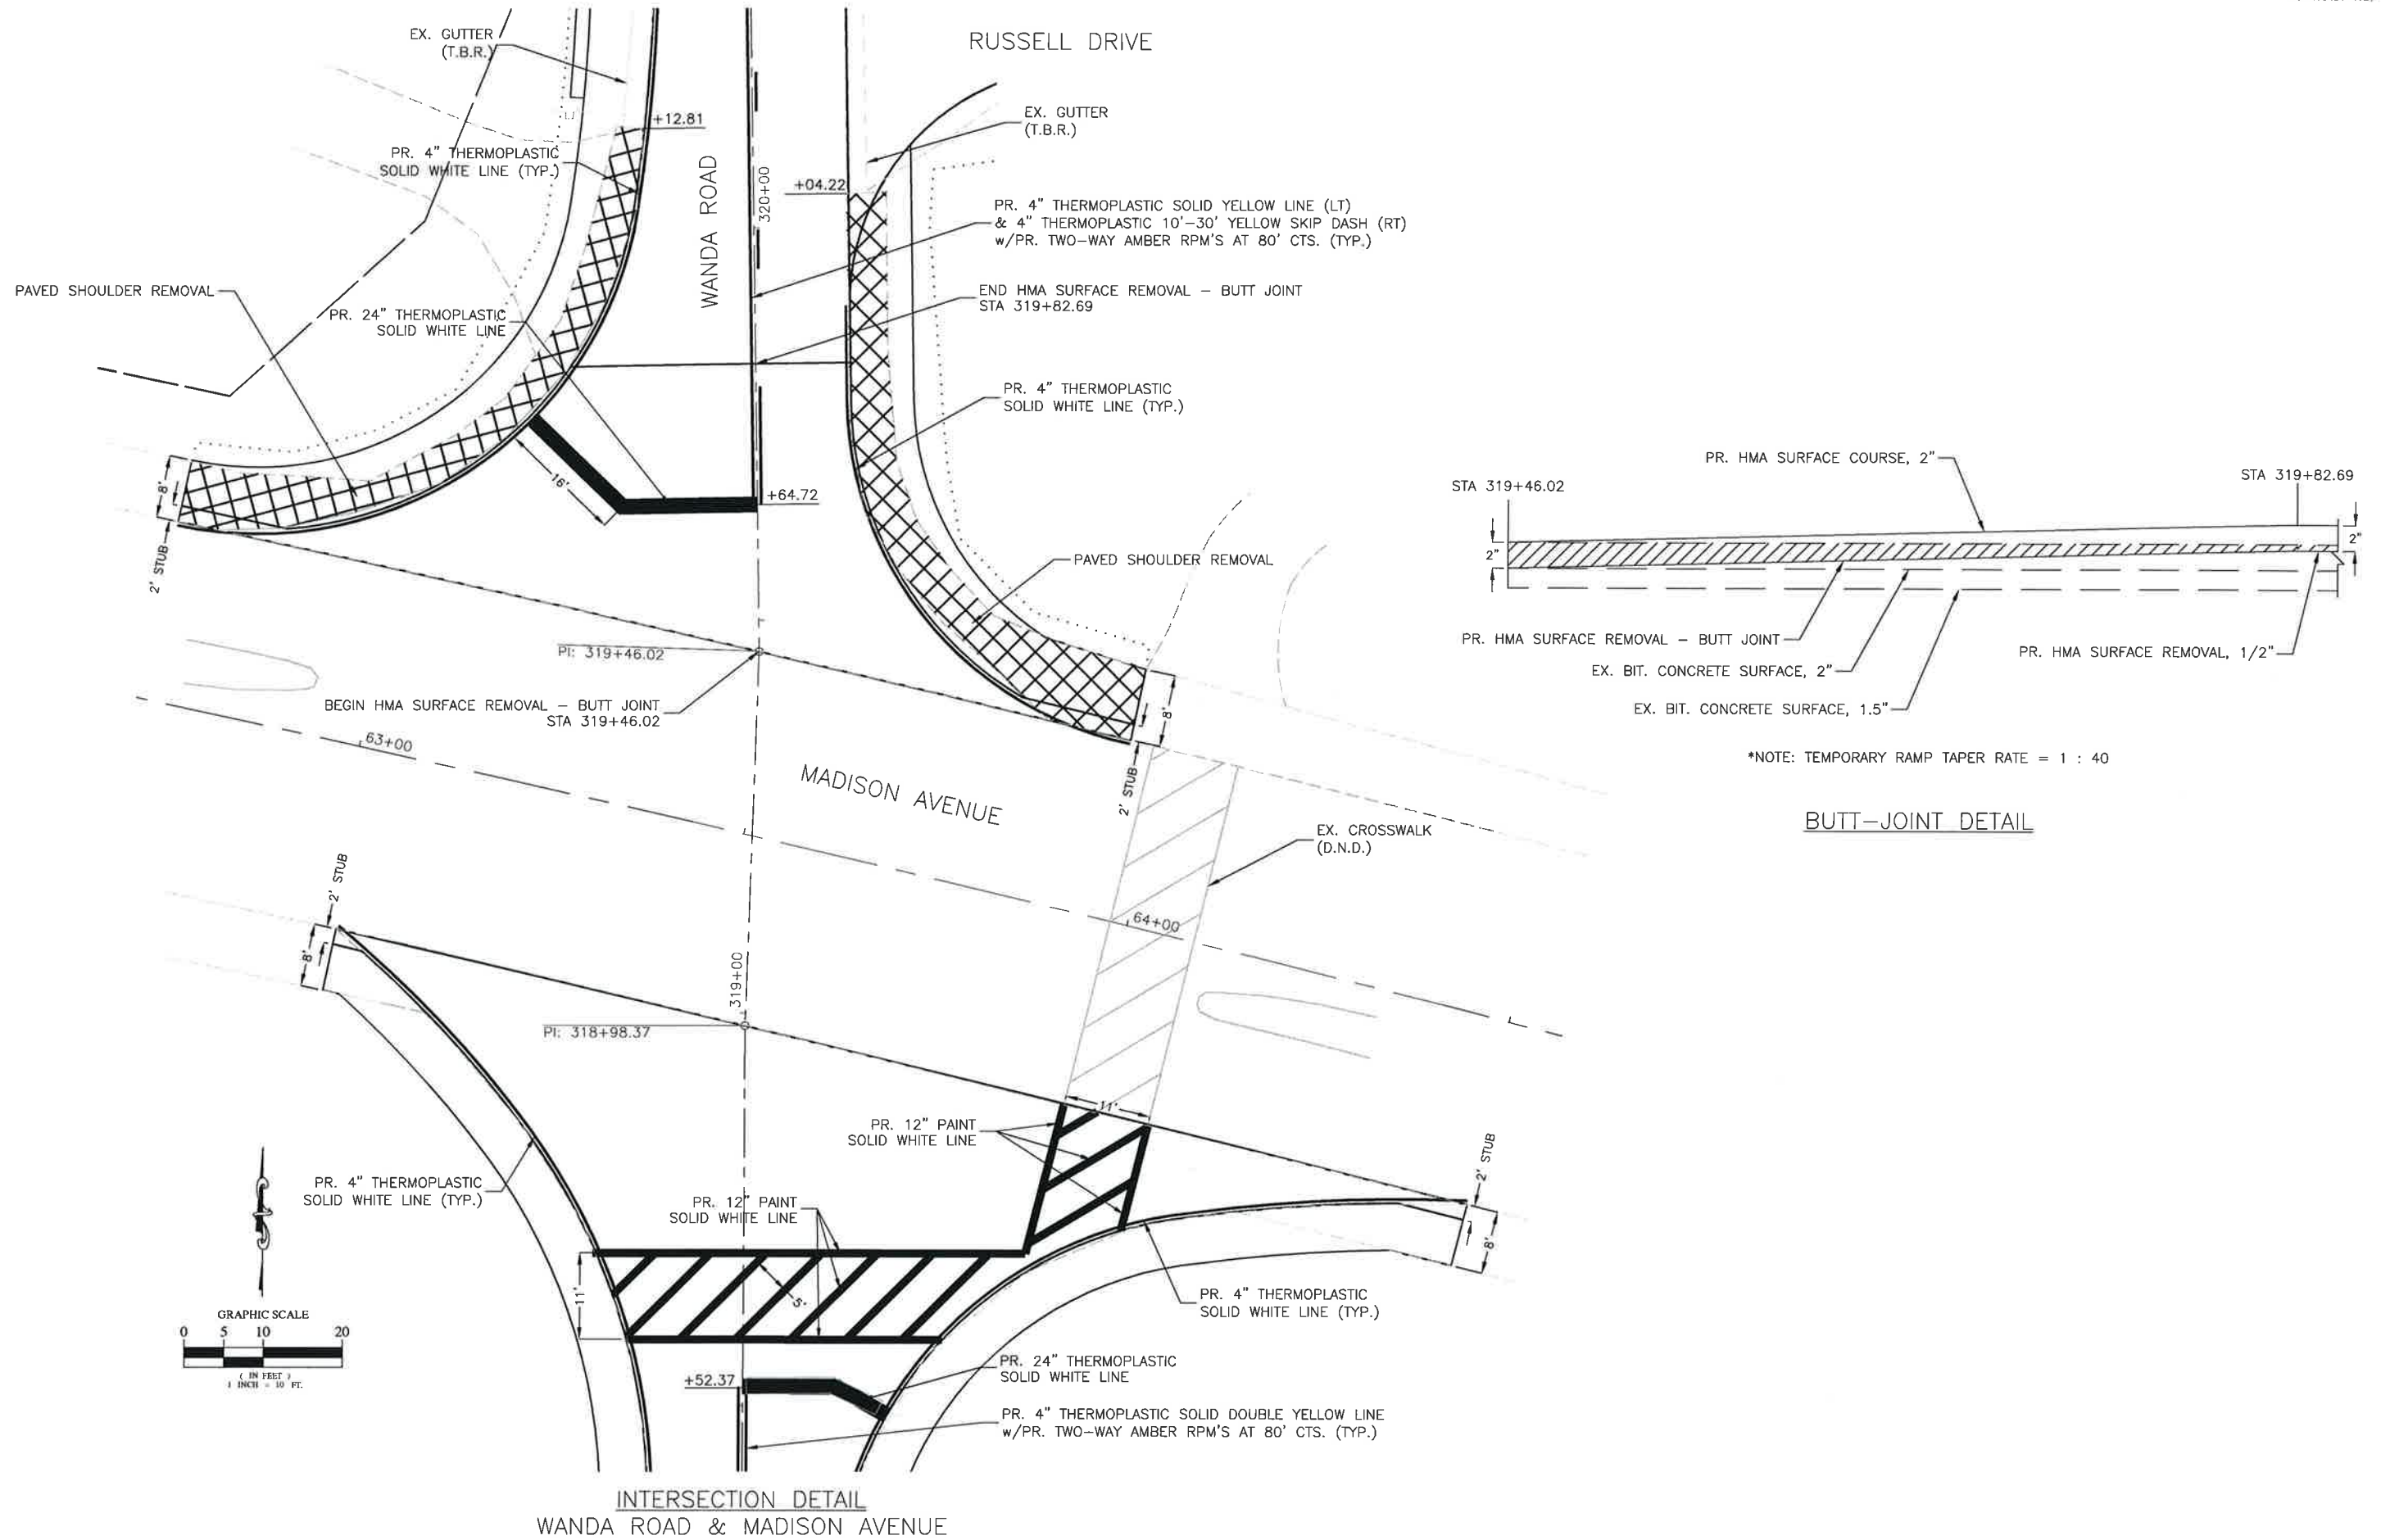 RUSSELL DRIVE
EX. GUTTER
(T.B.R.)
EX. GUTTER
(T.B.R.)
+12.81
PR. 4" THERMOPLASTIC
SOLID WHITE LINE (TYP.)
WANDA ROAD
320+00
+04.22
PR. 4" THERMOPLASTIC SOLID YELLOW LINE (LT)
& 4" THERMOPLASTIC 10'-30' YELLOW SKIP DASH (RT)
w/PR. TWO-WAY AMBER RPM'S AT 80' CTS. (TYP.)
PAVED SHOULDER REMOVAL
END HMA SURFACE REMOVAL - BUTT JOINT
STA 319+82.69
PR. 24" THERMOPLASTIC
SOLID WHITE LINE
PR. 4" THERMOPLASTIC
SOLID WHITE LINE (TYP.)
8'
16'
+64.72
2' STUB
PAVED SHOULDER REMOVAL
PI: 319+46.02
BEGIN HMA SURFACE REMOVAL - BUTT JOINT
STA 319+46.02
8'
2' STUB
63+00
MADISON AVENUE
EX. CROSSWALK
(D.N.D.)
64+00
2' STUB
8'
319+00
PI: 318+98.37
11'
PR. 12" PAINT
SOLID WHITE LINE
2' STUB
8'
PR. 4" THERMOPLASTIC
SOLID WHITE LINE (TYP.)
PR. 12" PAINT
SOLID WHITE LINE
11'
5'
PR. 4" THERMOPLASTIC
SOLID WHITE LINE (TYP.)
GRAPHIC SCALE
0 5 10 20
( IN FEET )
1 INCH = 10 FT.
+52.37
PR. 24" THERMOPLASTIC
SOLID WHITE LINE
PR. 4" THERMOPLASTIC SOLID DOUBLE YELLOW LINE
w/PR. TWO-WAY AMBER RPM'S AT 80' CTS. (TYP.)
INTERSECTION DETAIL
WANDA ROAD & MADISON AVENUE
PR. HMA SURFACE COURSE, 2"
STA 319+46.02
STA 319+82.69
2"
2"
PR. HMA SURFACE REMOVAL - BUTT JOINT
PR. HMA SURFACE REMOVAL, 1/2"
EX. BIT. CONCRETE SURFACE, 2"
EX. BIT. CONCRETE SURFACE, 1.5"
*NOTE: TEMPORARY RAMP TAPER RATE = 1 : 40
BUTT-JOINT DETAIL